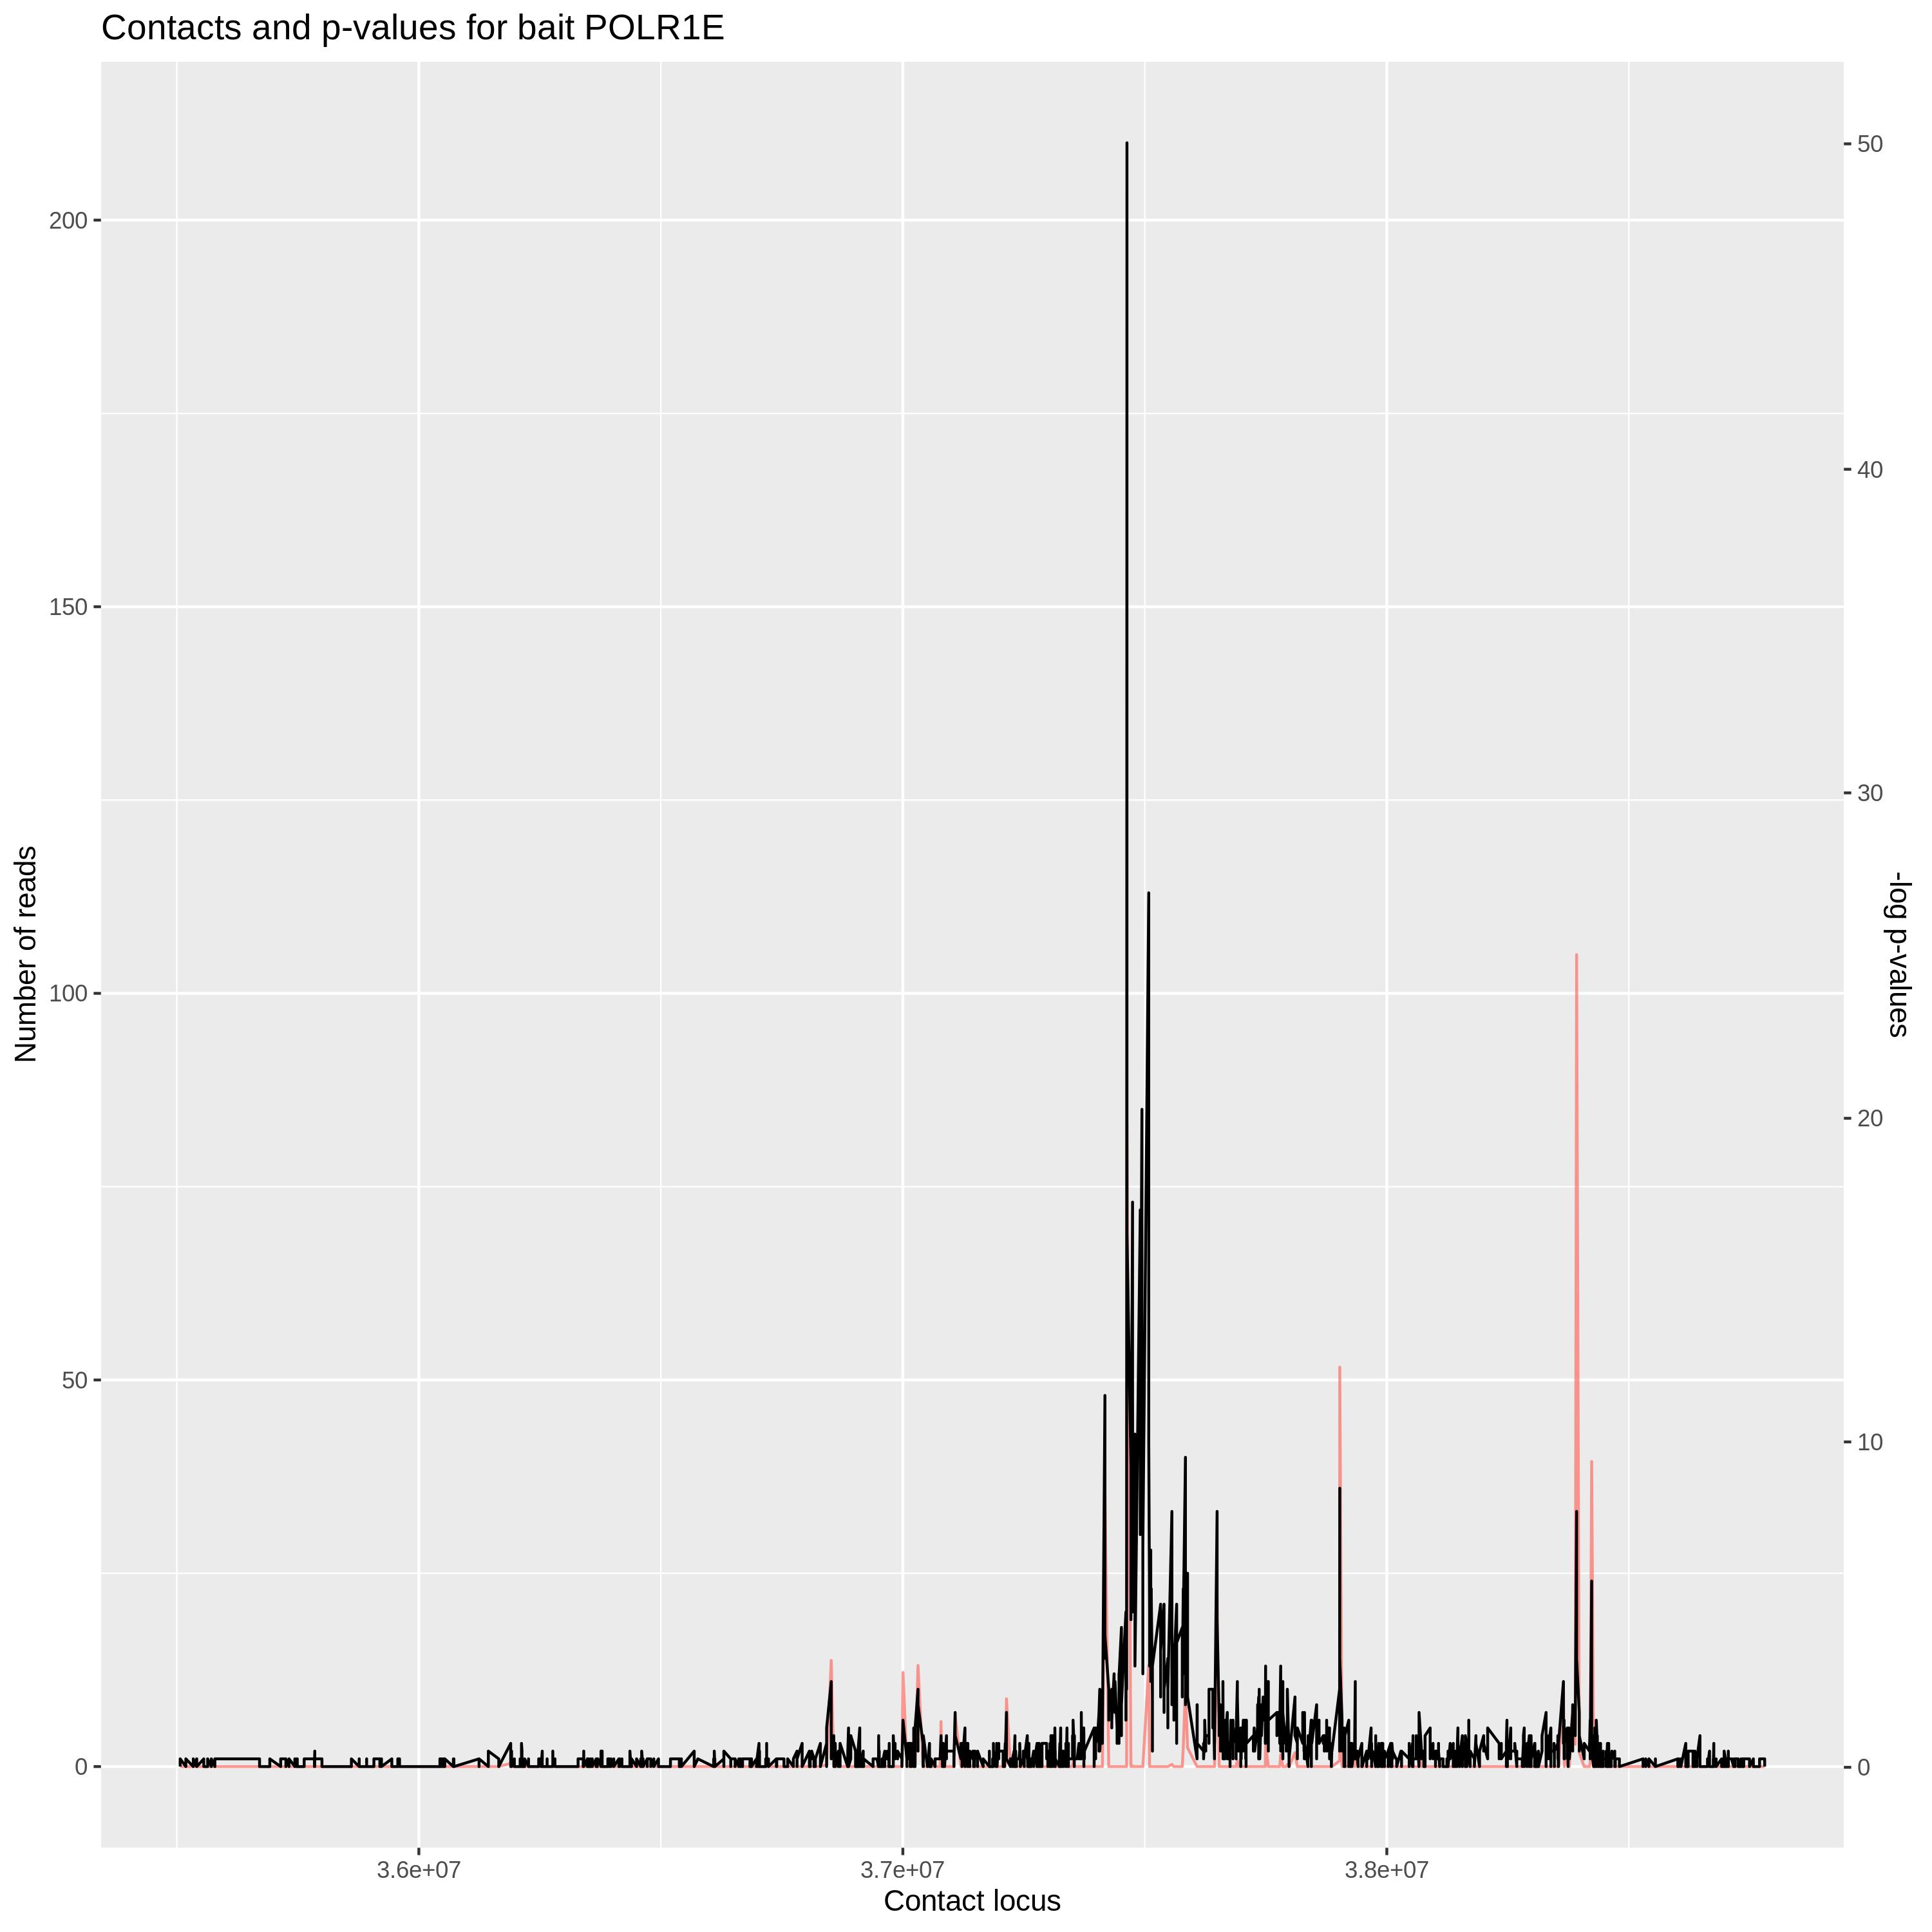 Contacts and p-values for bait POLR1E
Number of reads
200
150
100
50
0
50
40
30
20
10
0
-log p-values
3.6e+07
3.7e+07
3.8e+07
Contact locus